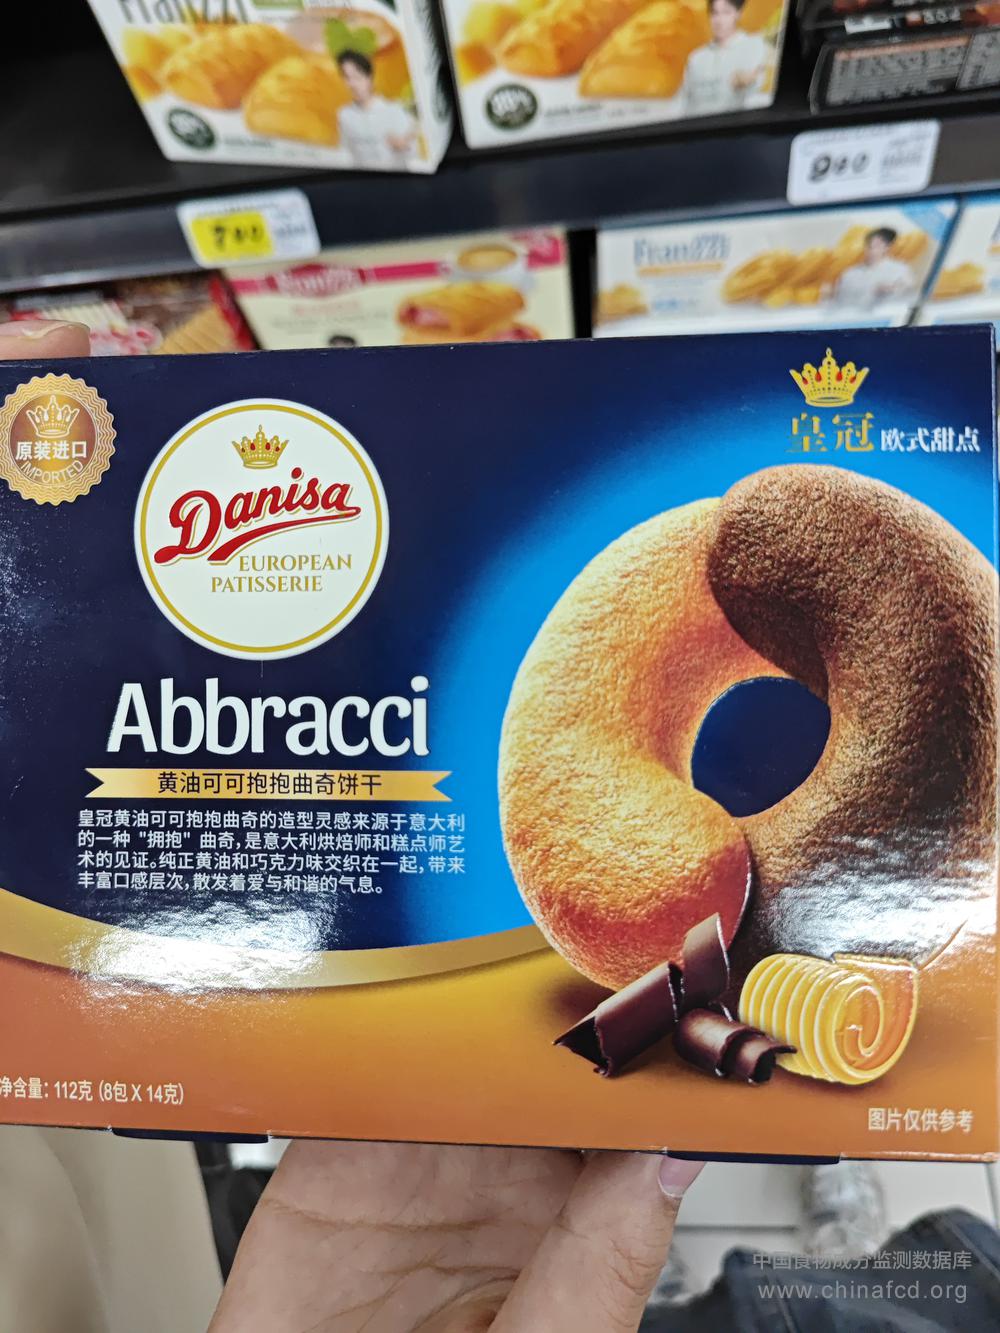 Franzzi
7
Franzzi
Franzzi
原装进口
IMPORTED
Danisa
EUROPEAN
PATISSERIE
皇冠 欧式甜点
Abbracci
黄油可可抱抱曲奇饼干
皇冠黄油可可抱抱曲奇的造型灵感来源于意大利
的一种 "拥抱" 曲奇，是意大利烘焙师和糕点师艺
术的见证。纯正黄油和巧克力味交织在一起，带来
丰富口感层次，散发着爱与和谐的气息。
净含量：112克 (8包 X 14克)
图片仅供参考
中国食物成分监测数据库
www.chinafcd.org